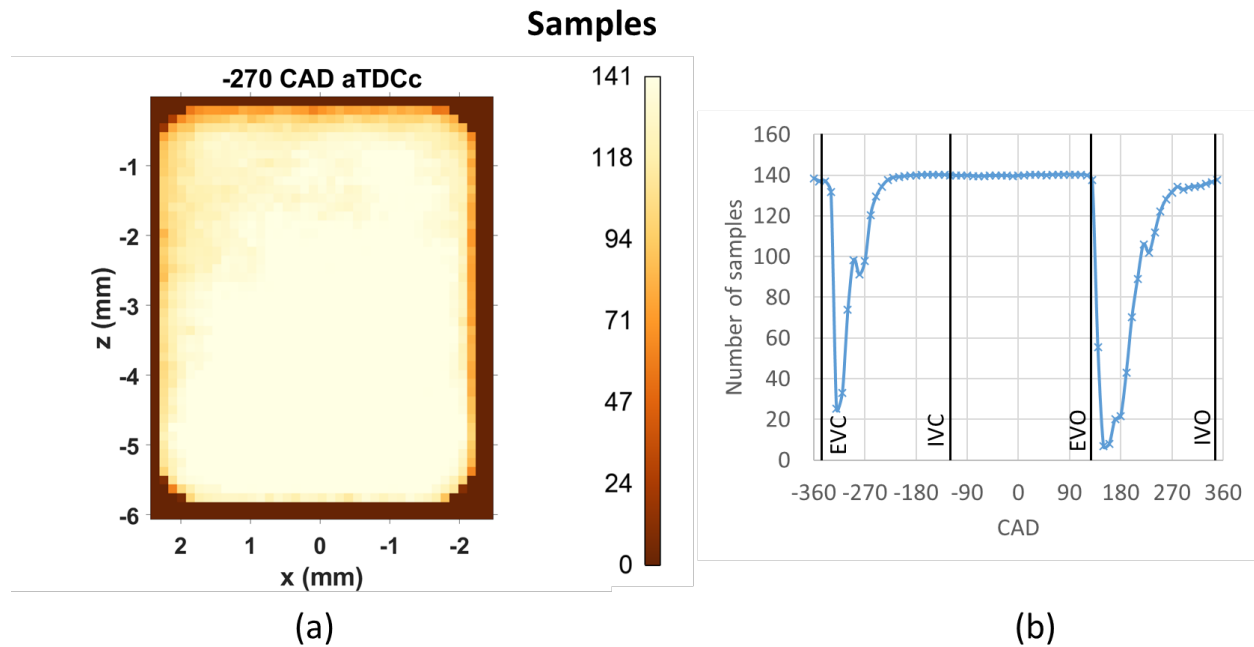 Samples
-270 CAD aTDCc
-1
-2
-3
-4
-5
-6
z (mm)
2 1 0 -1 -2
x (mm)
141
118
94
71
47
24
0
(a)
160
140
120
100
80
60
40
20
0
Number of samples
EVC
IVC
EVO
IVO
-360 -270 -180 -90 0 90 180 270 360
CAD
(b)